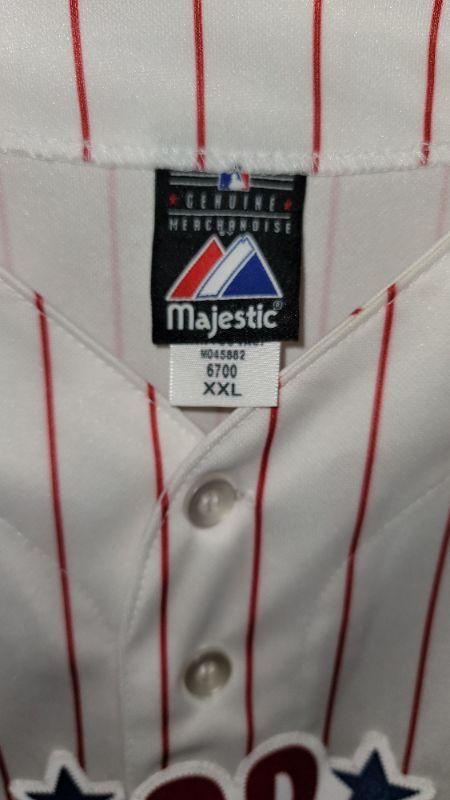 GENUINE
MERCHANDISE
Majestic®
M045882
6700
XXL